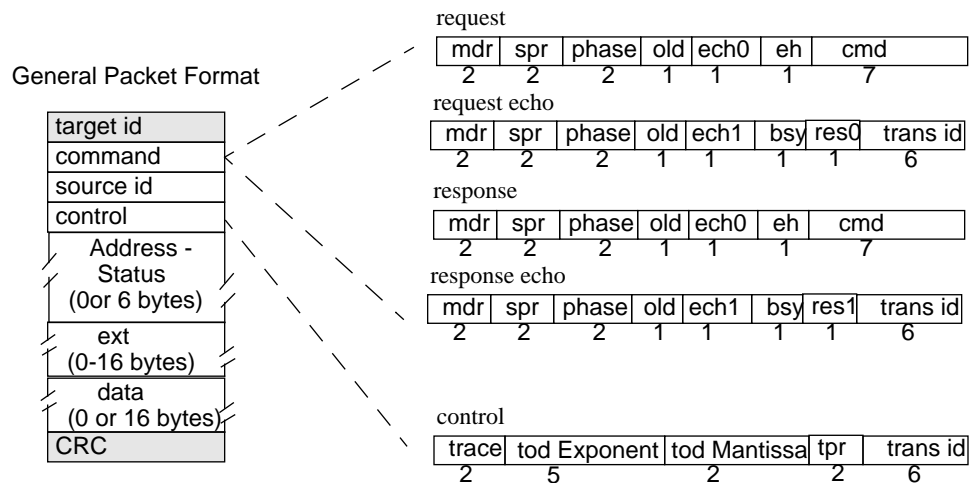 General Packet Format
target id
command
source id
control
Address -
Status
(0or 6 bytes)
ext
(0-16 bytes)
data
(0 or 16 bytes)
CRC
request
mdr spr phase old ech0 eh cmd
2 2 2 1 1 1 7
request echo
mdr spr phase old ech1 bsy res0 trans id
2 2 2 1 1 1 1 6
response
mdr spr phase old ech0 eh cmd
2 2 2 1 1 1 7
response echo
mdr spr phase old ech1 bsy res1 trans id
2 2 2 1 1 1 1 6
control
trace tod Exponent tod Mantissa tpr trans id
2 5 2 2 6